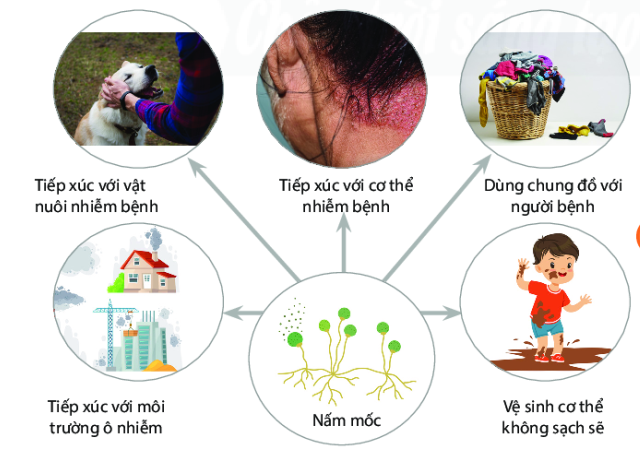 Tiếp xúc với vật
nuôi nhiễm bệnh
Tiếp xúc với cơ thể
nhiễm bệnh
Dùng chung đồ với
người bệnh
Tiếp xúc với môi
trường ô nhiễm
Nấm mốc
Vệ sinh cơ thể
không sạch sẽ